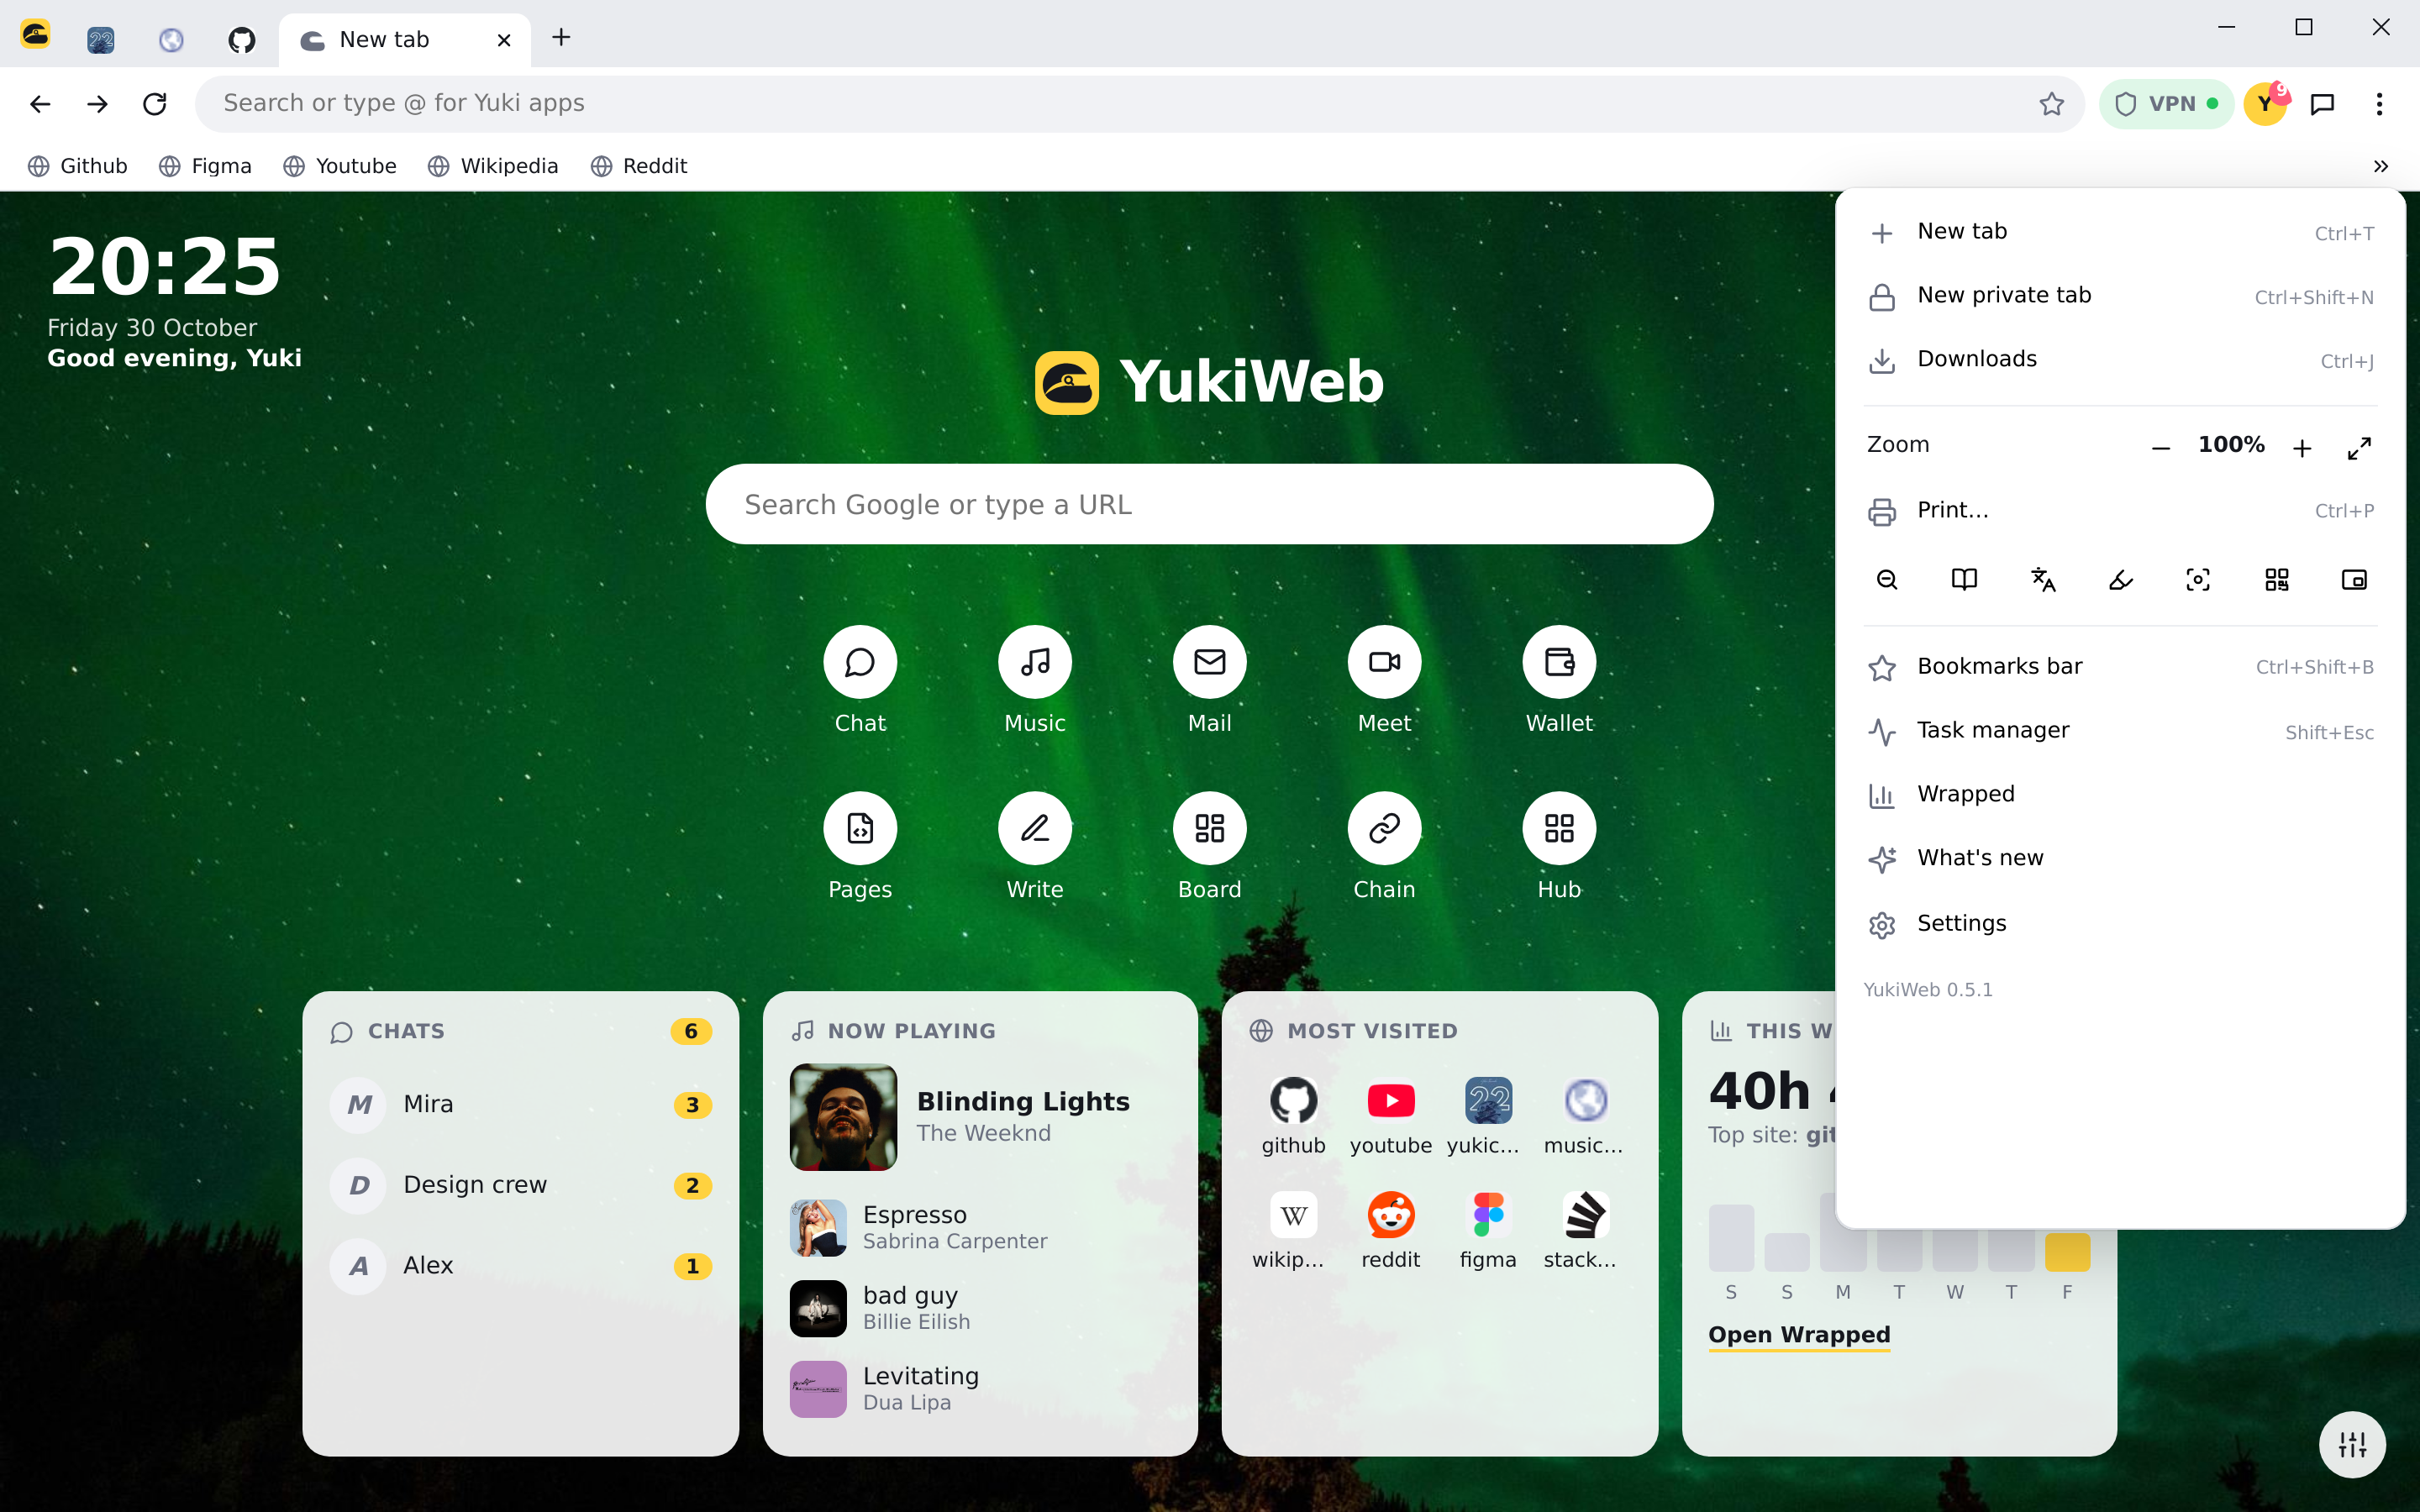 New tab
Search or type @ for Yuki apps
VPN
Y
9
Github
Figma
Youtube
Wikipedia
Reddit
20:25
Friday 30 October
Good evening, Yuki
YukiWeb
Search Google or type a URL
Chat
Music
Mail
Meet
Wallet
Pages
Write
Board
Chain
Hub
New tab Ctrl+T
New private tab Ctrl+Shift+N
Downloads Ctrl+J
Zoom 100%
Print... Ctrl+P
Bookmarks bar Ctrl+Shift+B
Task manager Shift+Esc
Wrapped
What's new
Settings
YukiWeb 0.5.1
CHATS 6
M Mira 3
D Design crew 2
A Alex 1
NOW PLAYING
Blinding Lights
The Weeknd
Espresso
Sabrina Carpenter
bad guy
Billie Eilish
Levitating
Dua Lipa
MOST VISITED
22
github
youtube
yukic...
music...
W
wikip...
reddit
figma
stack...
THIS W
40h
Top site: git
S S M T W T F
Open Wrapped